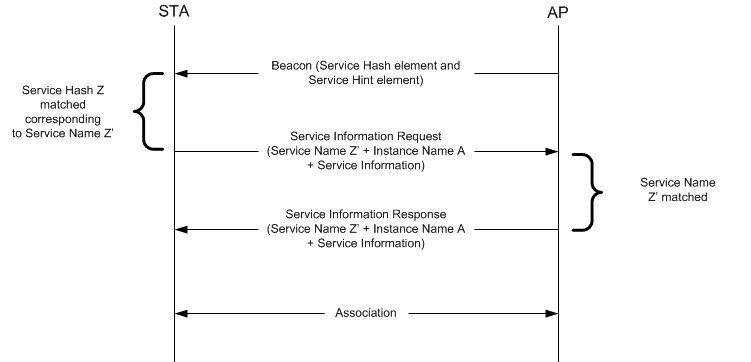 STA
AP
Beacon (Service Hash element and
Service Hint element)
Service Hash Z
matched
corresponding
to Service Name Z'
Service Information Request
(Service Name Z' + Instance Name A
+ Service Information)
Service Name
Z' matched
Service Information Response
(Service Name Z' + Instance Name A
+ Service Information)
Association